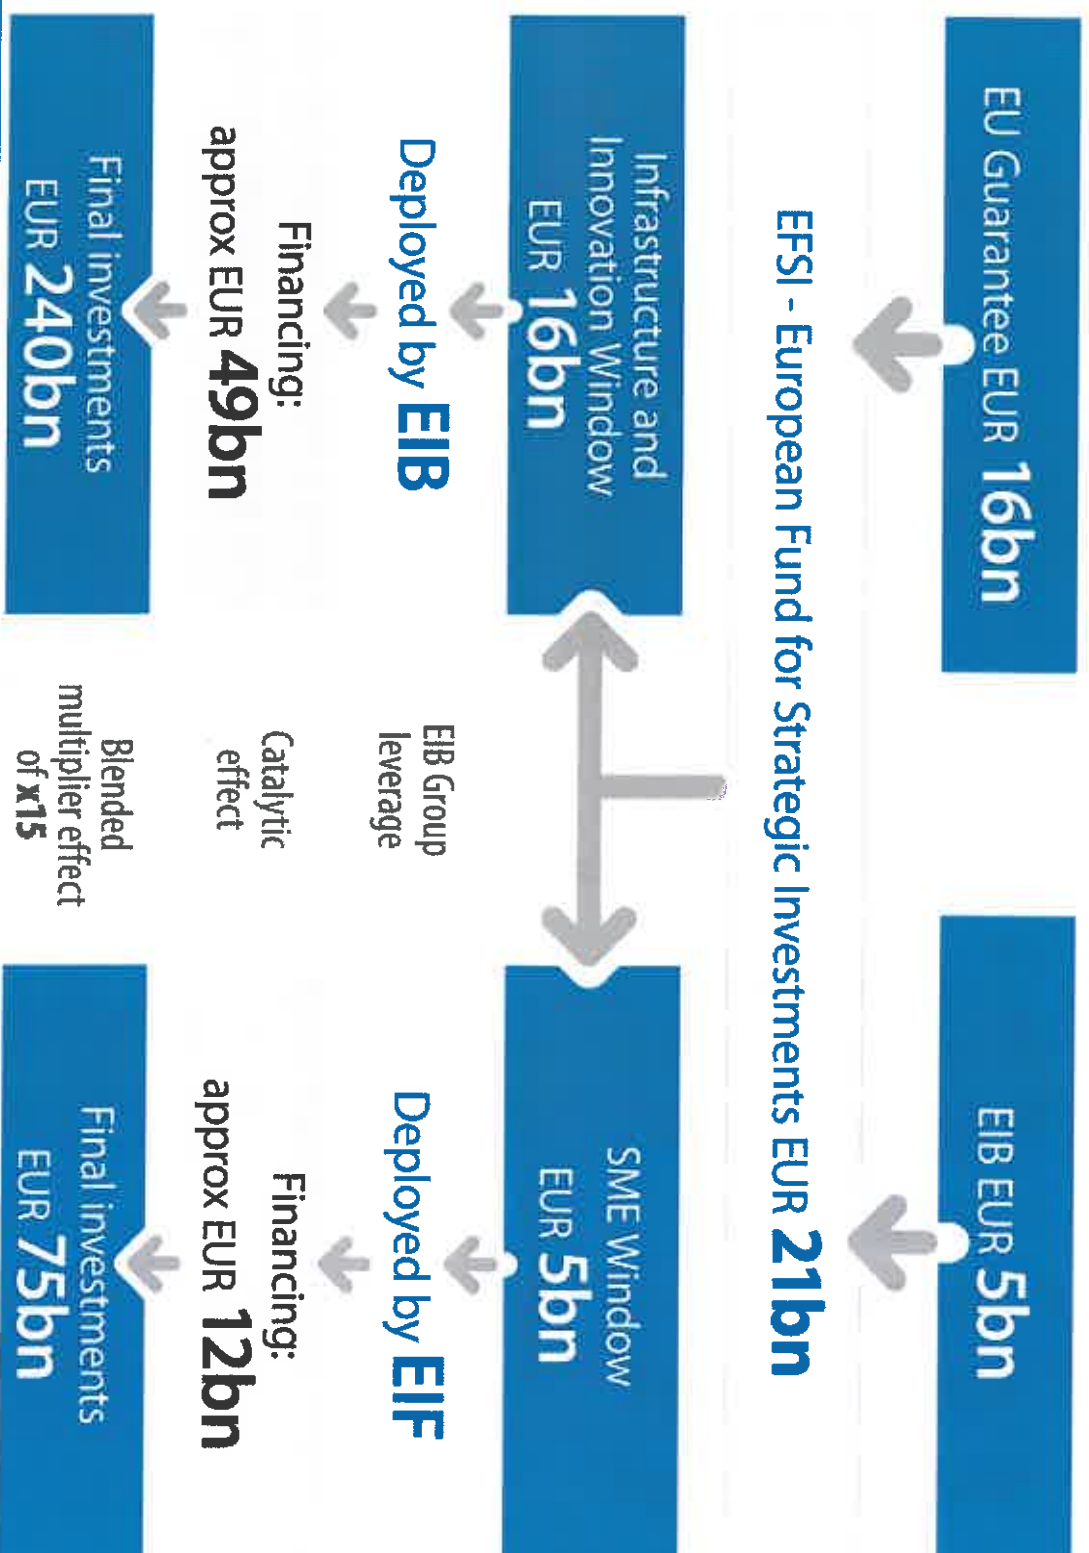 EU Guarantee EUR 16bn
EIB EUR 5bn
EFSI - European Fund for Strategic Investments EUR 21bn
Infrastructure and
Innovation Window
EUR 16bn
SME Window
EUR 5bn
Deployed by EIB
EIB Group
leverage
Deployed by EIF
Financing:
approx EUR 49bn
Catalytic
effect
Financing:
approx EUR 12bn
Final investments
EUR 240bn
Blended
multiplier effect
of x15
Final investments
EUR 75bn